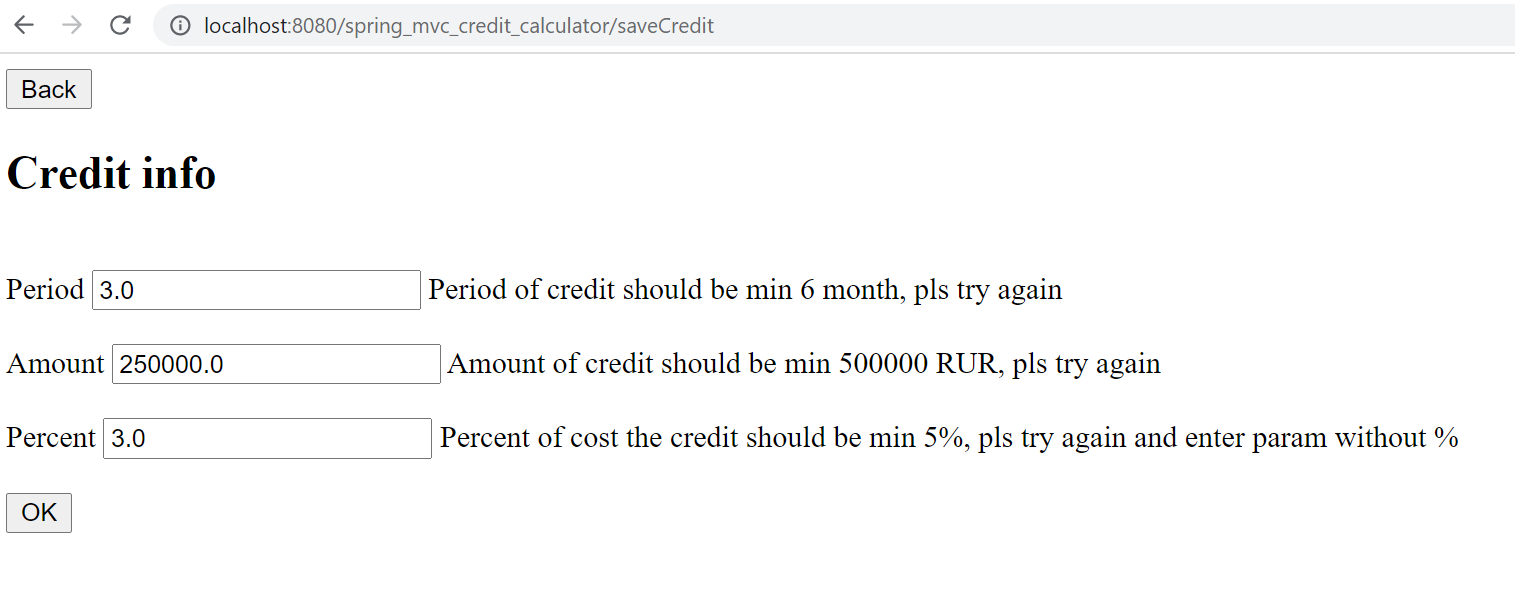 localhost:8080/spring_mvc_credit_calculator/saveCredit
Back
Credit info
Period 3.0 Period of credit should be min 6 month, pls try again
Amount 250000.0 Amount of credit should be min 500000 RUR, pls try again
Percent 3.0 Percent of cost the credit should be min 5%, pls try again and enter param without %
OK